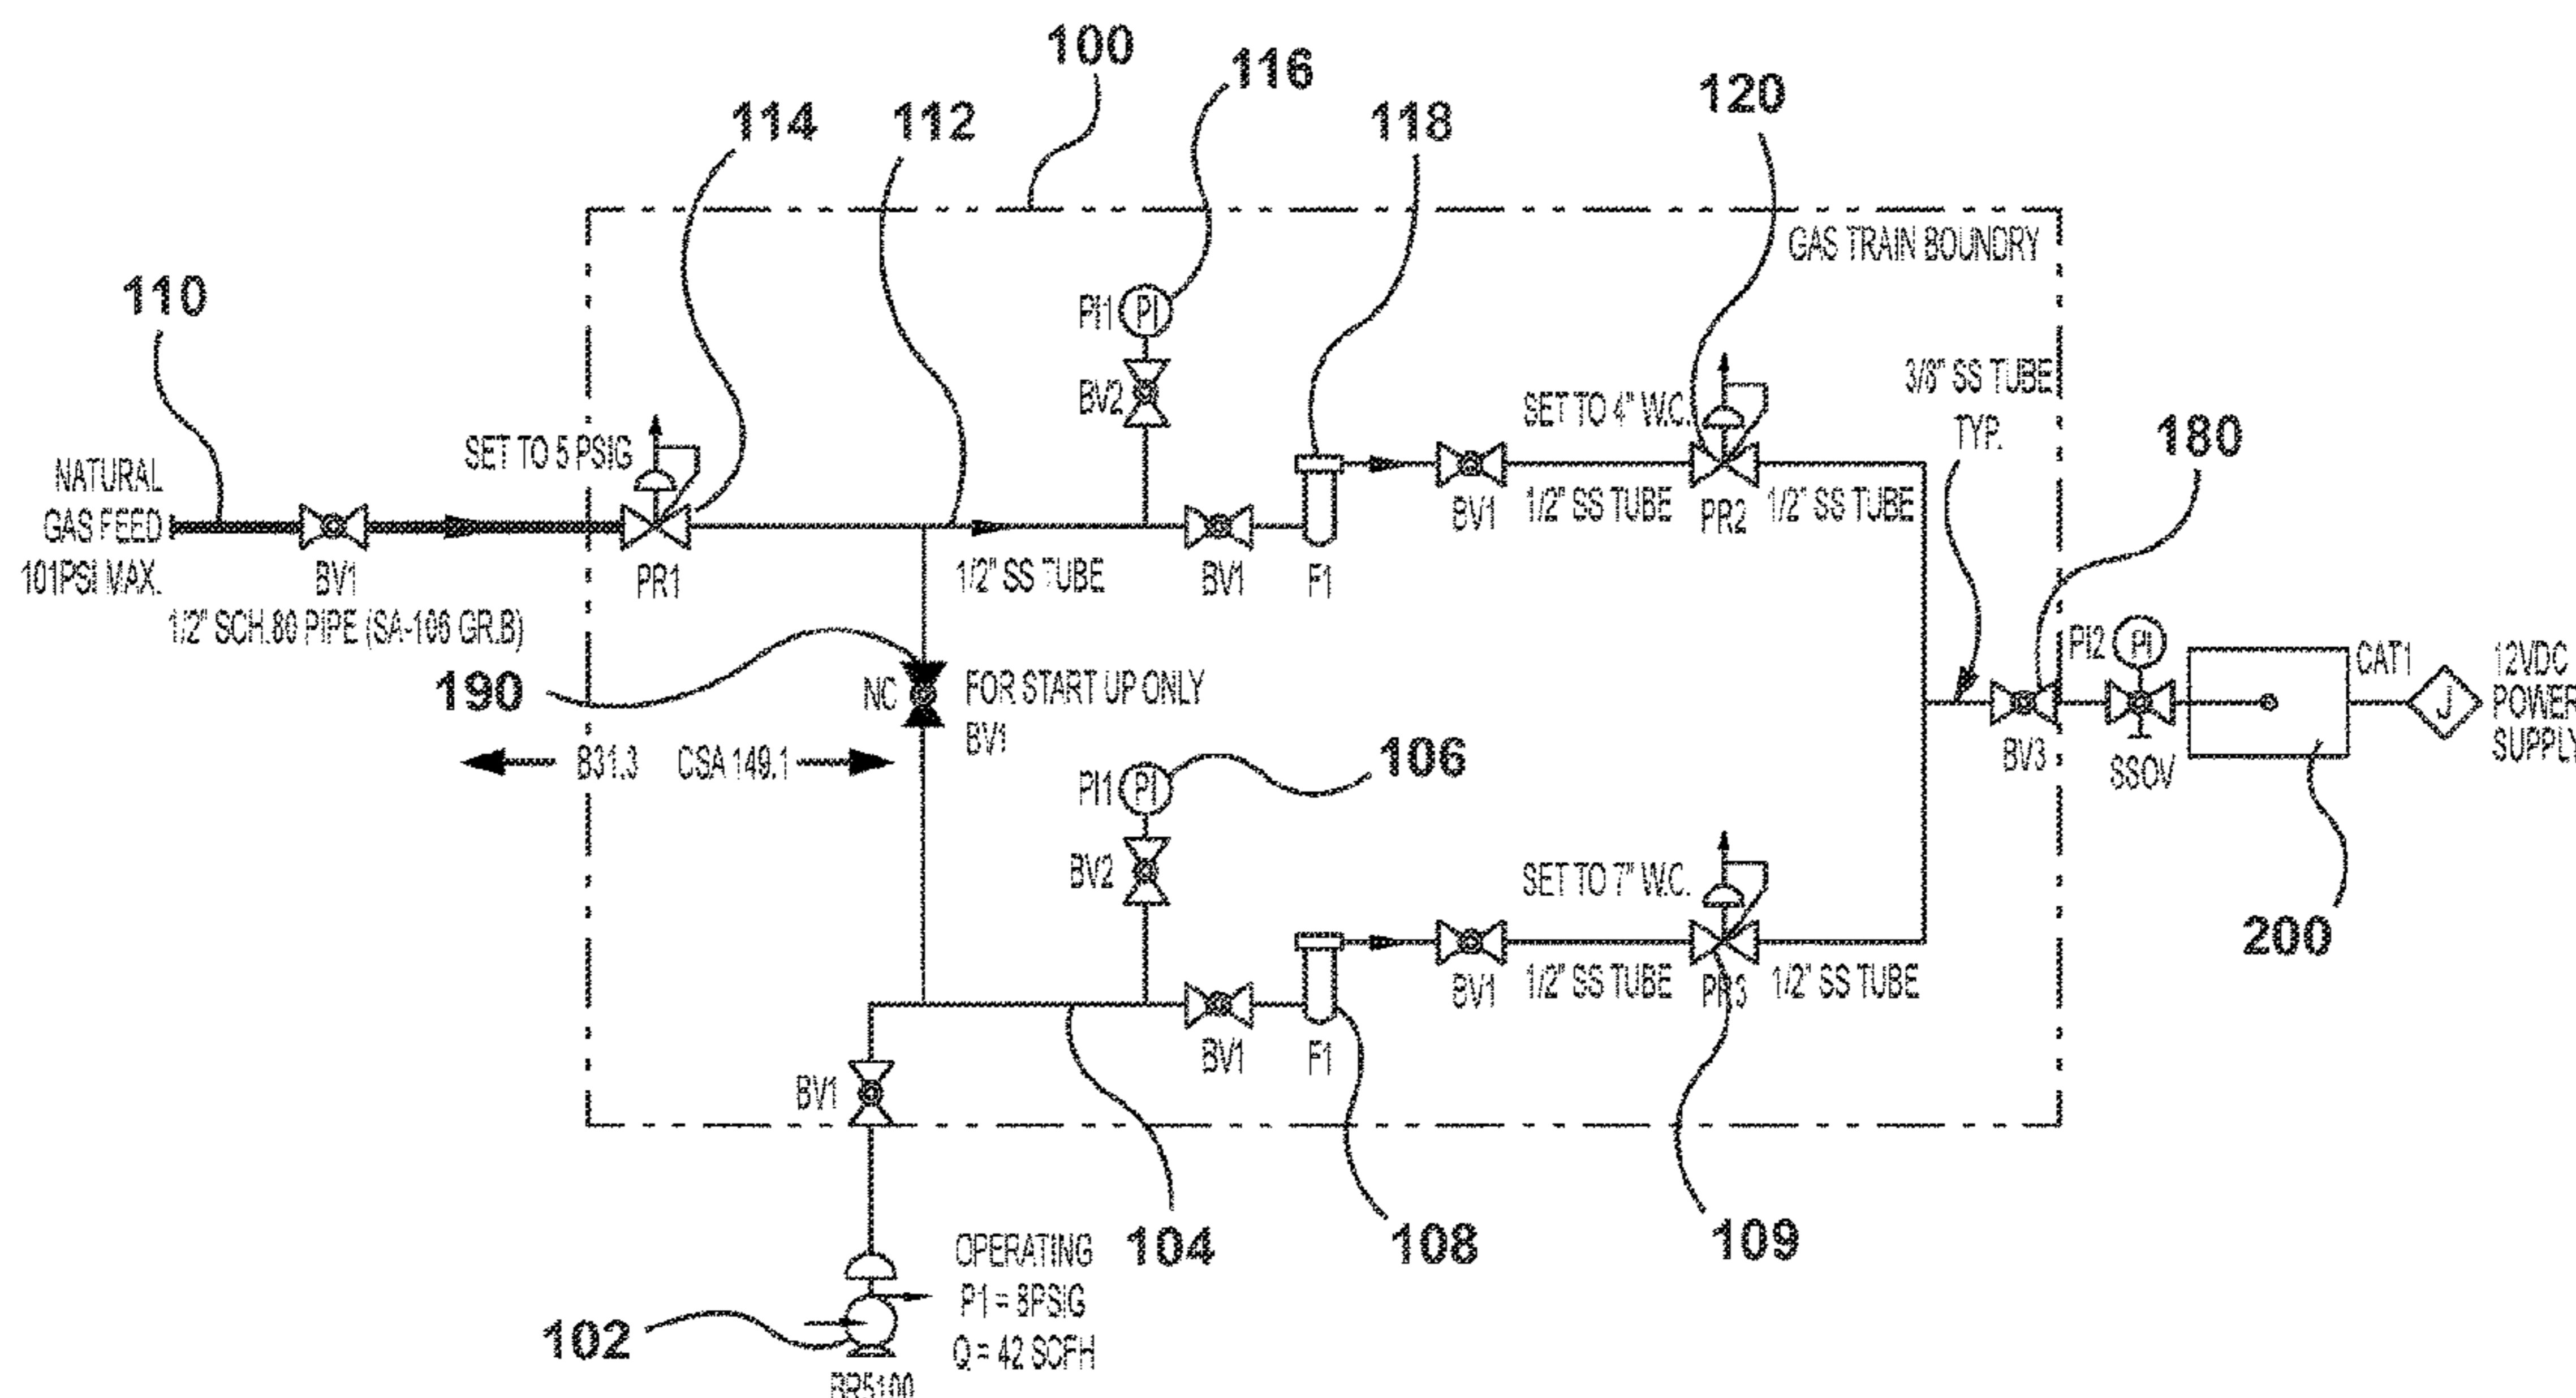 100
116
114
112
118
120
GAS TRAIN BOUNDRY
110
PI1
PI
BV2
3/8" SS TUBE
TYP.
SET TO 4" W.C.
180
SET TO 5 PSIG
NATURAL
GAS FEED
101PSI MAX.
BV1
1/2" SS TUBE
PR2
1/2" SS TUBE
BV1
PR1
1/2" SS TUBE
BV1
F1
1/2" SCH.80 PIPE (SA-106 GR.B)
190
NC
FOR START UP ONLY
BV1
PI2
PI
CAT1
J
12VDC
POWER
SUPPLY
BV3
SSOV
B31.3
CSA 149.1
106
PI1
PI
BV2
SET TO 7" W.C.
200
BV1
1/2" SS TUBE
PR3
1/2" SS TUBE
BV1
F1
BV1
104
108
109
OPERATING
P1 = 8PSIG
Q = 42 SCFH
102
BR5100